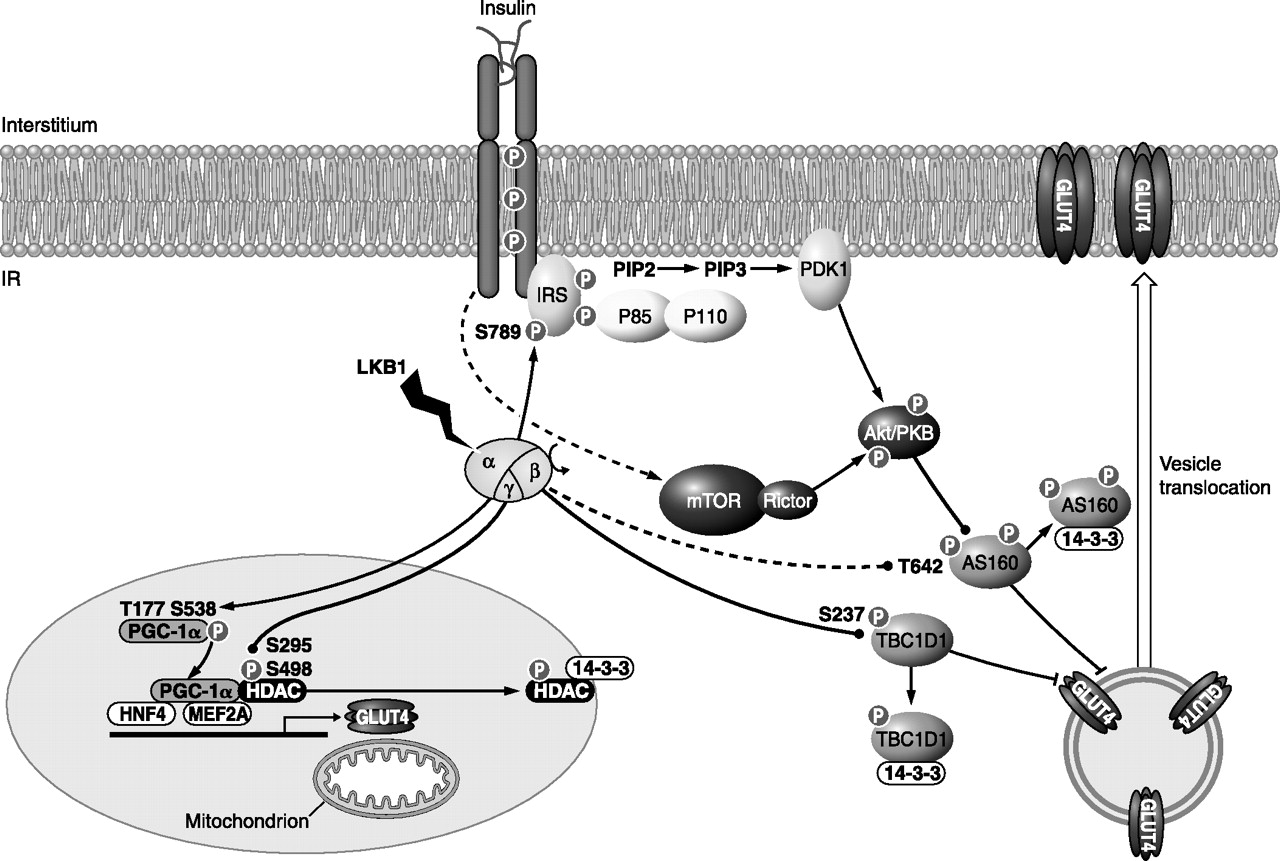 Insulin
Interstitium
P
P
P
GLUT4
GLUT4
IR
PIP2
PIP3
PDK1
IRS
P
P
P85
P110
S789
P
LKB1
α
β
γ
P
Akt/PKB
P
mTOR
Rictor
P
P
AS160
14-3-3
Vesicle
translocation
T642
P
P
AS160
S237
P
TBC1D1
P
TBC1D1
14-3-3
T177 S538
PGC-1α
P
S295
P
S498
PGC-1α
HDAC
HNF4
MEF2A
GLUT4
P
14-3-3
HDAC
Mitochondrion
GLUT4
GLUT4
GLUT4